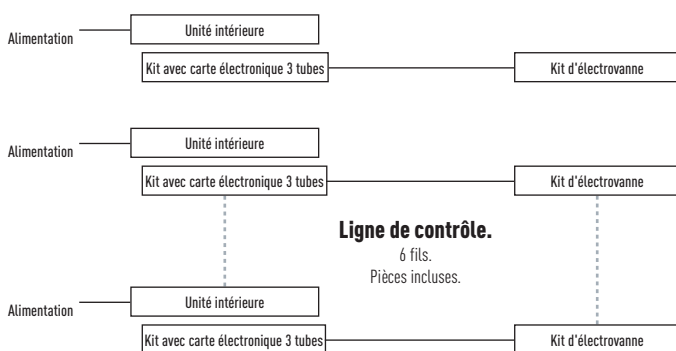 Unité intérieure
Alimentation
Kit avec carte électronique 3 tubes
Kit d'électrovanne
Unité intérieure
Alimentation
Kit avec carte électronique 3 tubes
Kit d'électrovanne
Ligne de contrôle.
6 fils.
Pièces incluses.
Unité intérieure
Alimentation
Kit avec carte électronique 3 tubes
Kit d'électrovanne